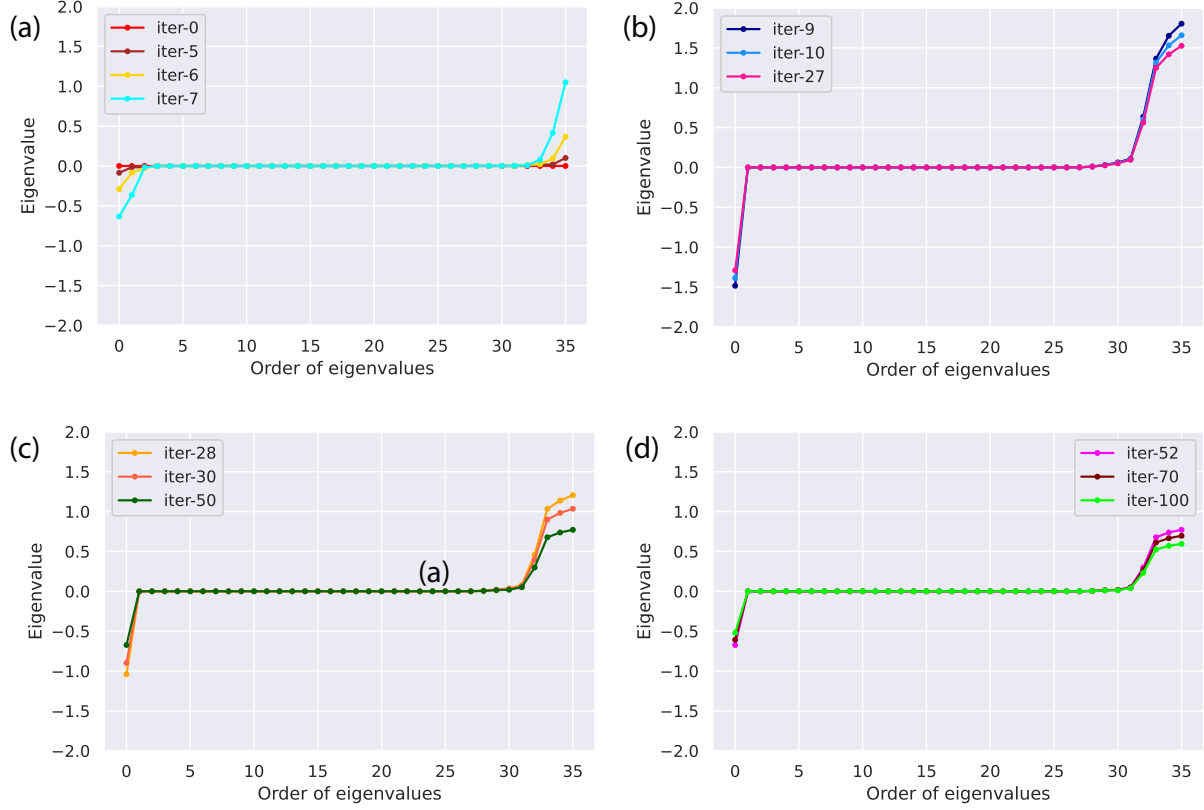 (a)
iter-0
iter-5
iter-6
iter-7
2.0
1.5
1.0
0.5
0.0
−0.5
−1.0
−1.5
−2.0
Eigenvalue
0 5 10 15 20 25 30 35
Order of eigenvalues
(b)
iter-9
iter-10
iter-27
2.0
1.5
1.0
0.5
0.0
−0.5
−1.0
−1.5
−2.0
Eigenvalue
0 5 10 15 20 25 30 35
Order of eigenvalues
(c)
iter-28
iter-30
iter-50
2.0
1.5
1.0
0.5
0.0
−0.5
−1.0
−1.5
−2.0
Eigenvalue
(a)
0 5 10 15 20 25 30 35
Order of eigenvalues
(d)
iter-52
iter-70
iter-100
2.0
1.5
1.0
0.5
0.0
−0.5
−1.0
−1.5
−2.0
Eigenvalue
0 5 10 15 20 25 30 35
Order of eigenvalues